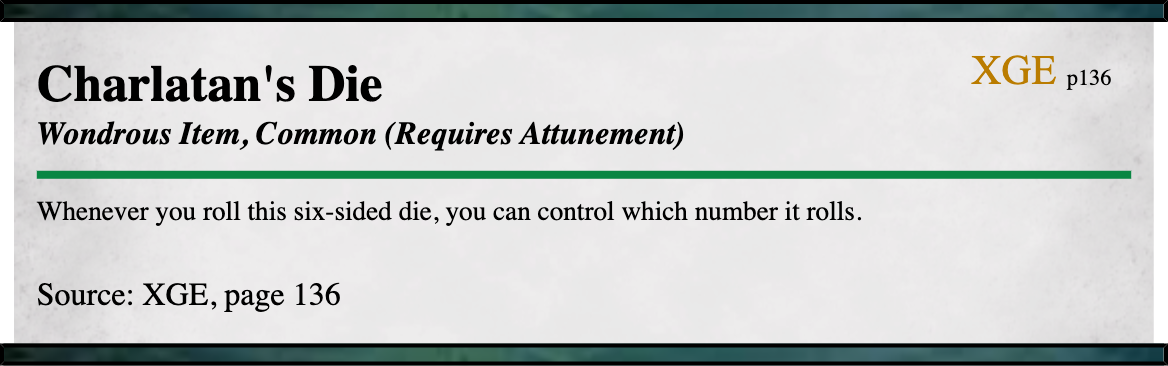 Charlatan's Die
XGE p136
Wondrous Item, Common (Requires Attunement)
Whenever you roll this six-sided die, you can control which number it rolls.
Source: XGE, page 136